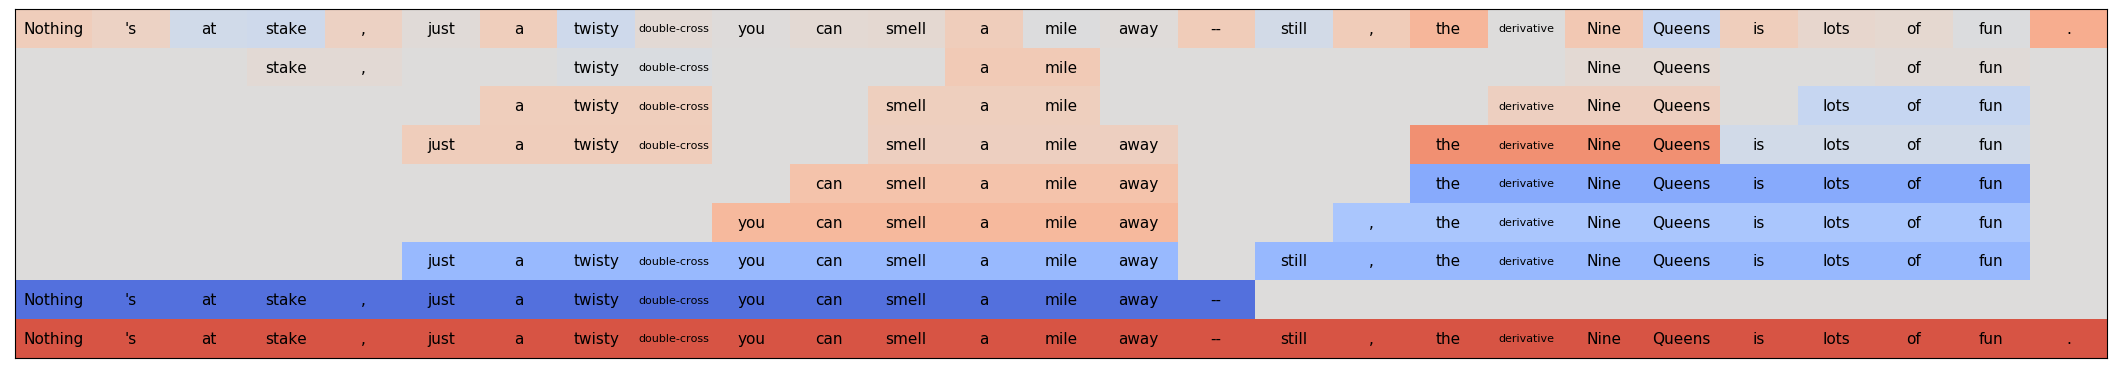 Nothing 's at stake , just a twisty double-cross you can smell a mile away -- still , the derivative Nine Queens is lots of fun .
stake , twisty double-cross a mile Nine Queens of fun
a twisty double-cross smell a mile derivative Nine Queens lots of fun
just a twisty double-cross smell a mile away the derivative Nine Queens is lots of fun
can smell a mile away the derivative Nine Queens is lots of fun
you can smell a mile away , the derivative Nine Queens is lots of fun
just a twisty double-cross you can smell a mile away still , the derivative Nine Queens is lots of fun
Nothing 's at stake , just a twisty double-cross you can smell a mile away --
Nothing 's at stake , just a twisty double-cross you can smell a mile away -- still , the derivative Nine Queens is lots of fun .